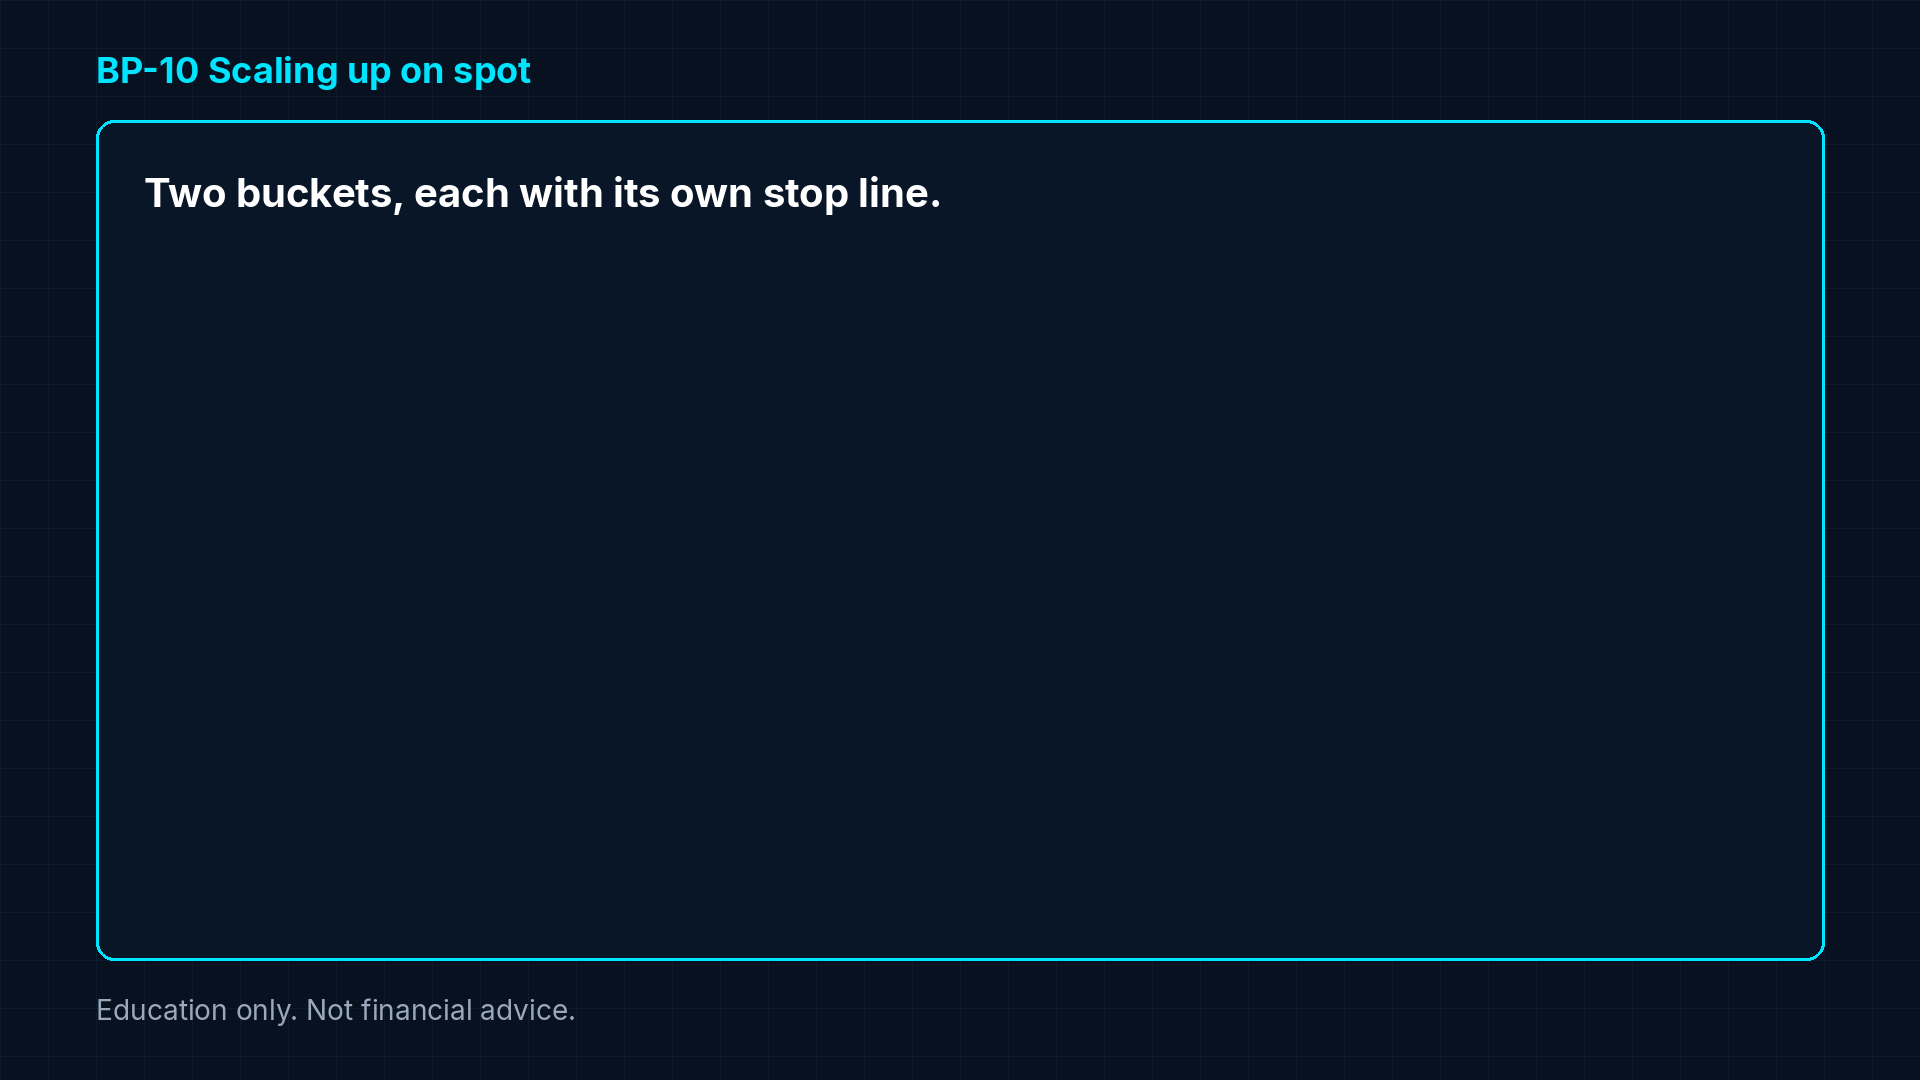 BP-10 Scaling up on spot
Two buckets, each with its own stop line.
Education only. Not financial advice.